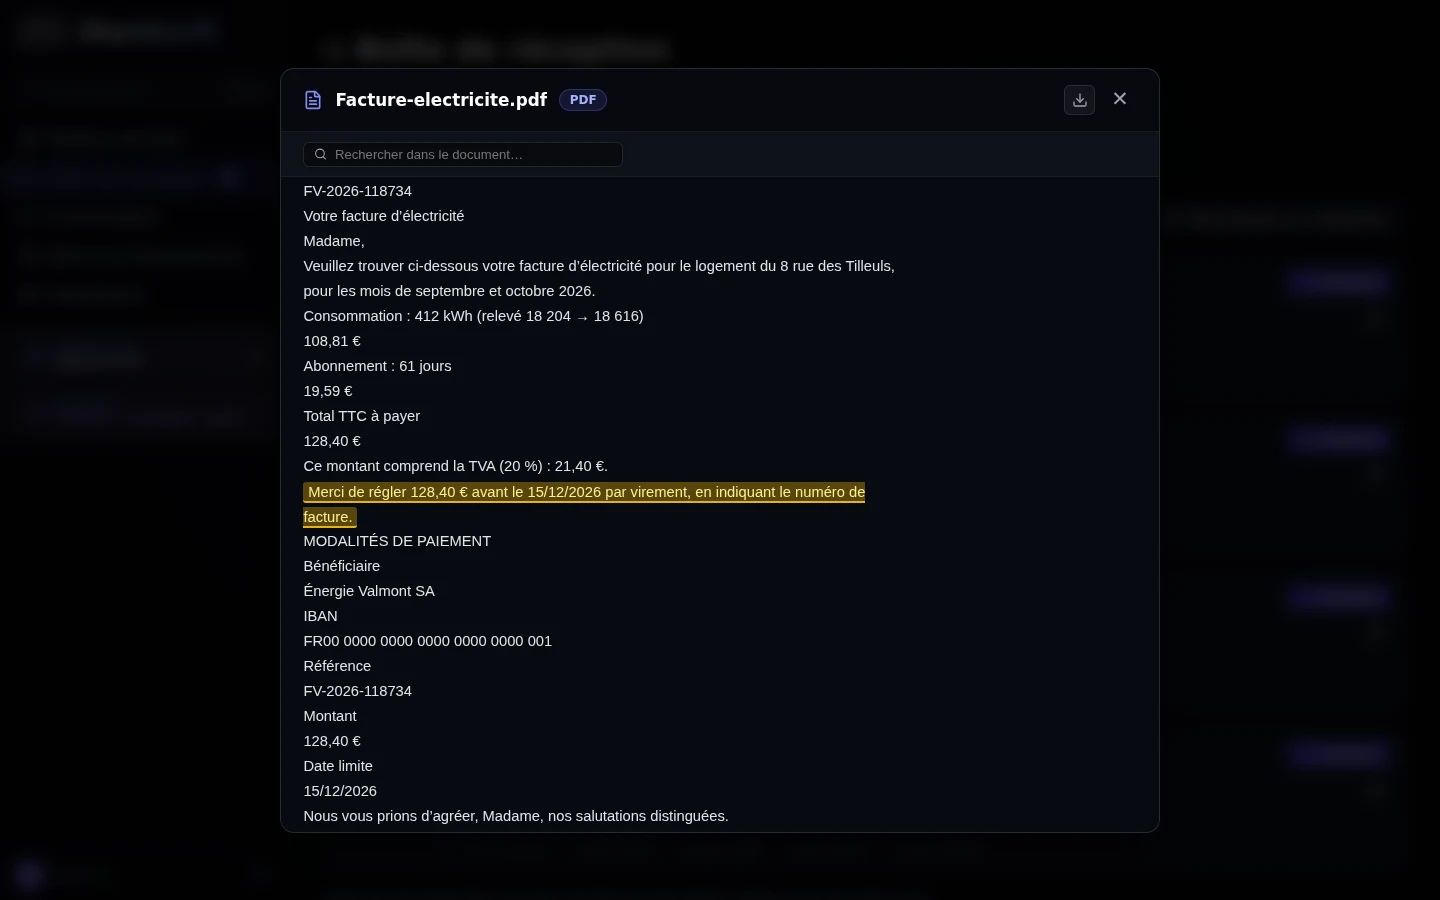 Facture-electricite.pdf PDF
Rechercher dans le document…
FV-2026-118734
Votre facture d’électricité
Madame,
Veuillez trouver ci-dessous votre facture d’électricité pour le logement du 8 rue des Tilleuls,
pour les mois de septembre et octobre 2026.
Consommation : 412 kWh (relevé 18 204 → 18 616)
108,81 €
Abonnement : 61 jours
19,59 €
Total TTC à payer
128,40 €
Ce montant comprend la TVA (20 %) : 21,40 €.
Merci de régler 128,40 € avant le 15/12/2026 par virement, en indiquant le numéro de
facture.
MODALITÉS DE PAIEMENT
Bénéficiaire
Énergie Valmont SA
IBAN
FR00 0000 0000 0000 0000 0000 001
Référence
FV-2026-118734
Montant
128,40 €
Date limite
15/12/2026
Nous vous prions d’agréer, Madame, nos salutations distinguées.